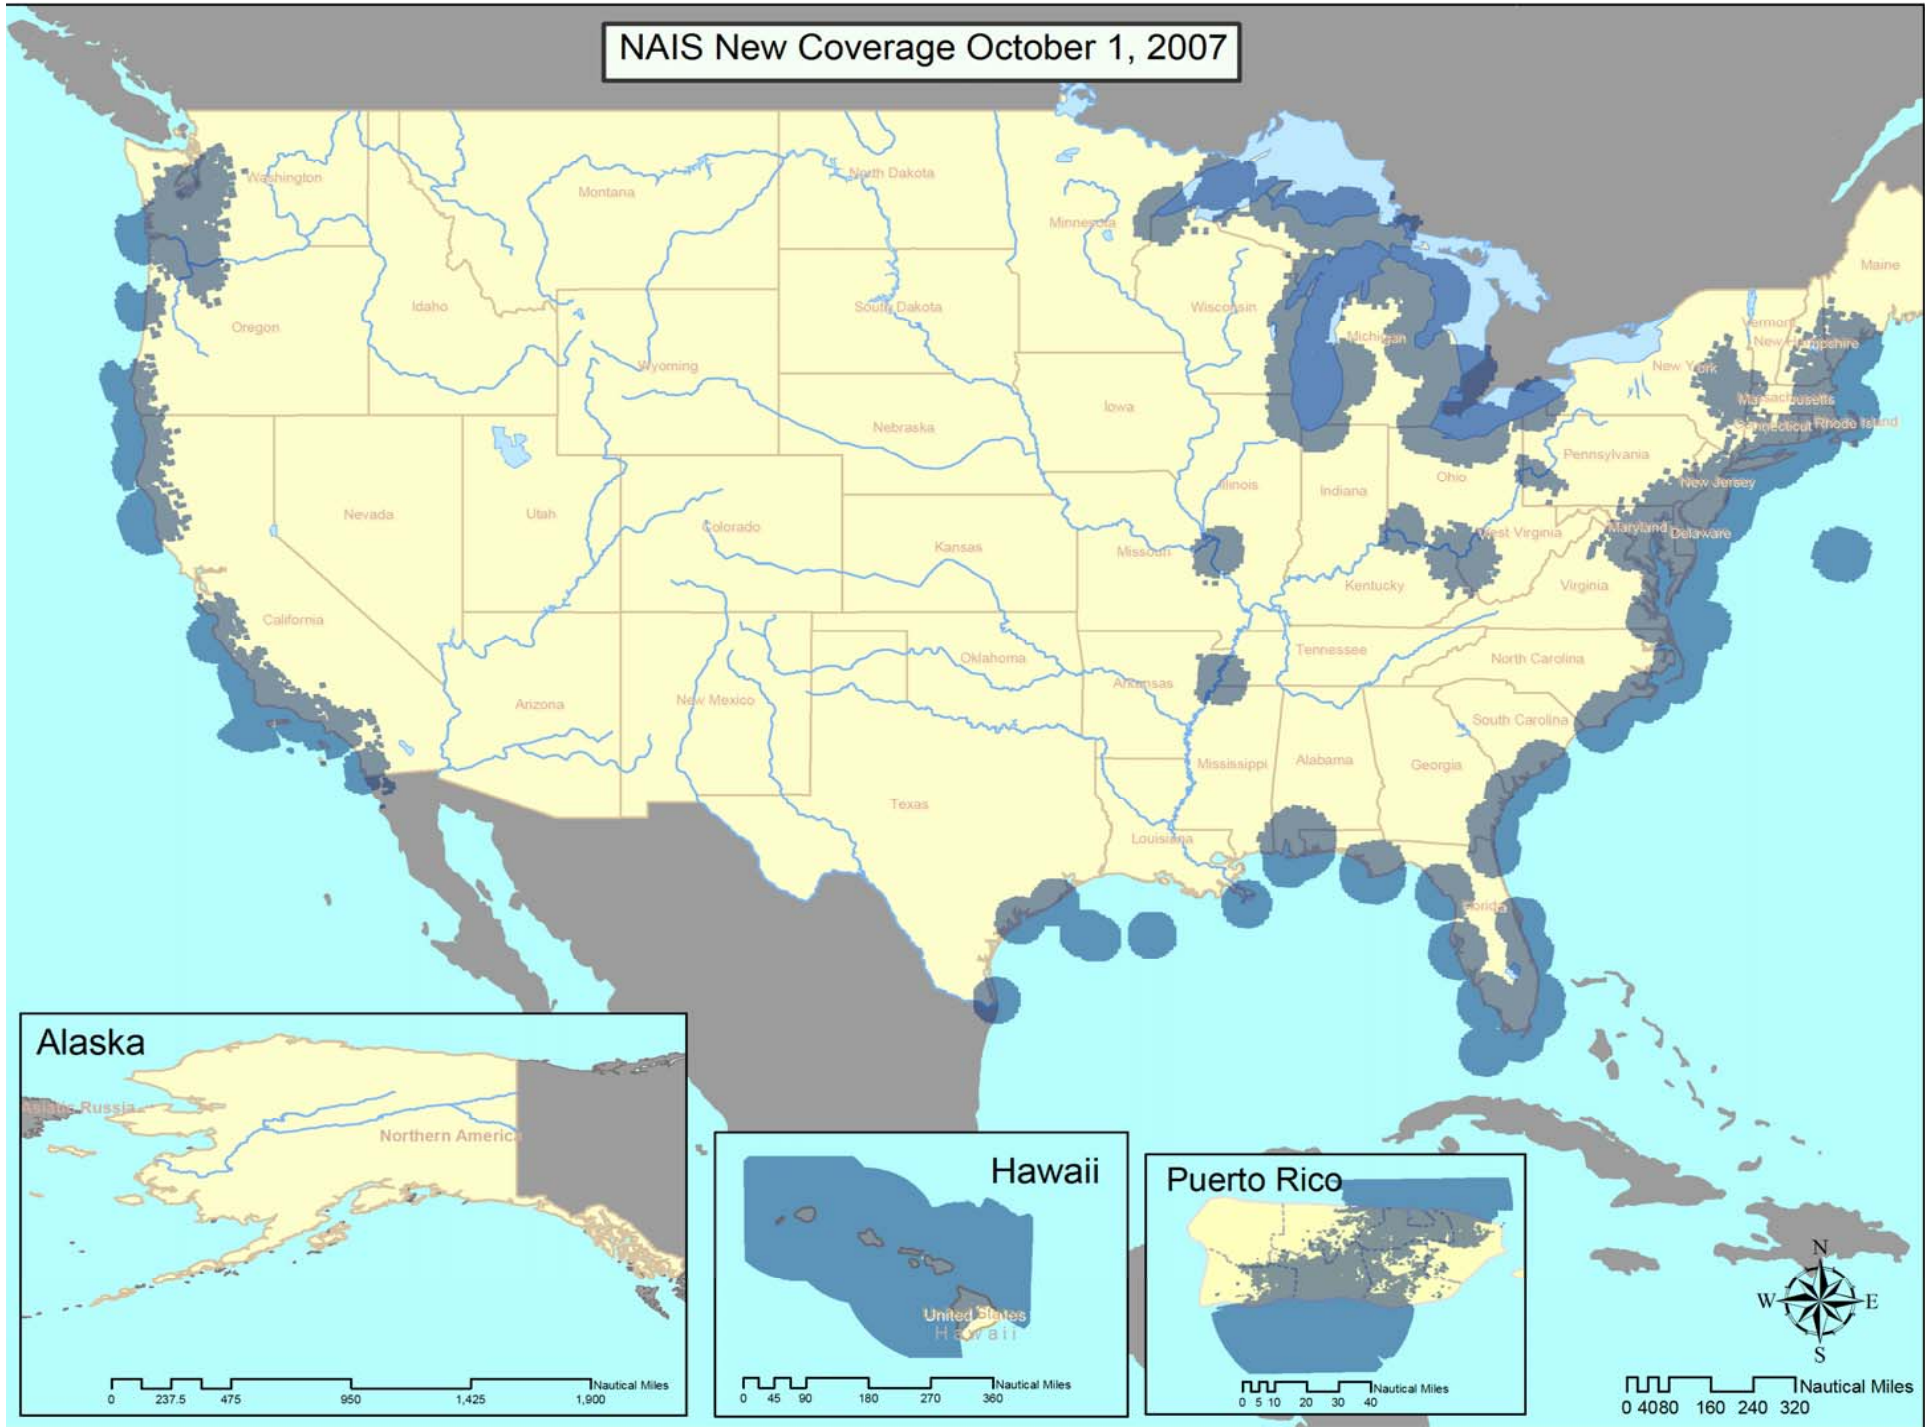 NAIS New Coverage October 1, 2007
Washington
Montana
North Dakota
Minnesota
Maine
Oregon
Idaho
South Dakota
Wisconsin
Michigan
Vermont
New Hampshire
Wyoming
New York
Iowa
Massachusetts
Nebraska
Connecticut
Rhode Island
Pennsylvania
Nevada
Utah
Colorado
Illinois
Indiana
Ohio
New Jersey
Kansas
Missouri
West Virginia
Maryland
Delaware
Kentucky
Virginia
California
Oklahoma
Tennessee
North Carolina
Arizona
New Mexico
Arkansas
South Carolina
Texas
Mississippi
Alabama
Georgia
Louisiana
Florida
Alaska
Asiatic Russia
Northern America
0 237.5 475 950 1,425 1,900
Nautical Miles
Hawaii
United States
Hawaii
0 45 90 180 270 360
Nautical Miles
Puerto Rico
0 5 10 20 30 40
Nautical Miles
N
W E
S
Nautical Miles
0 40 80 160 240 320